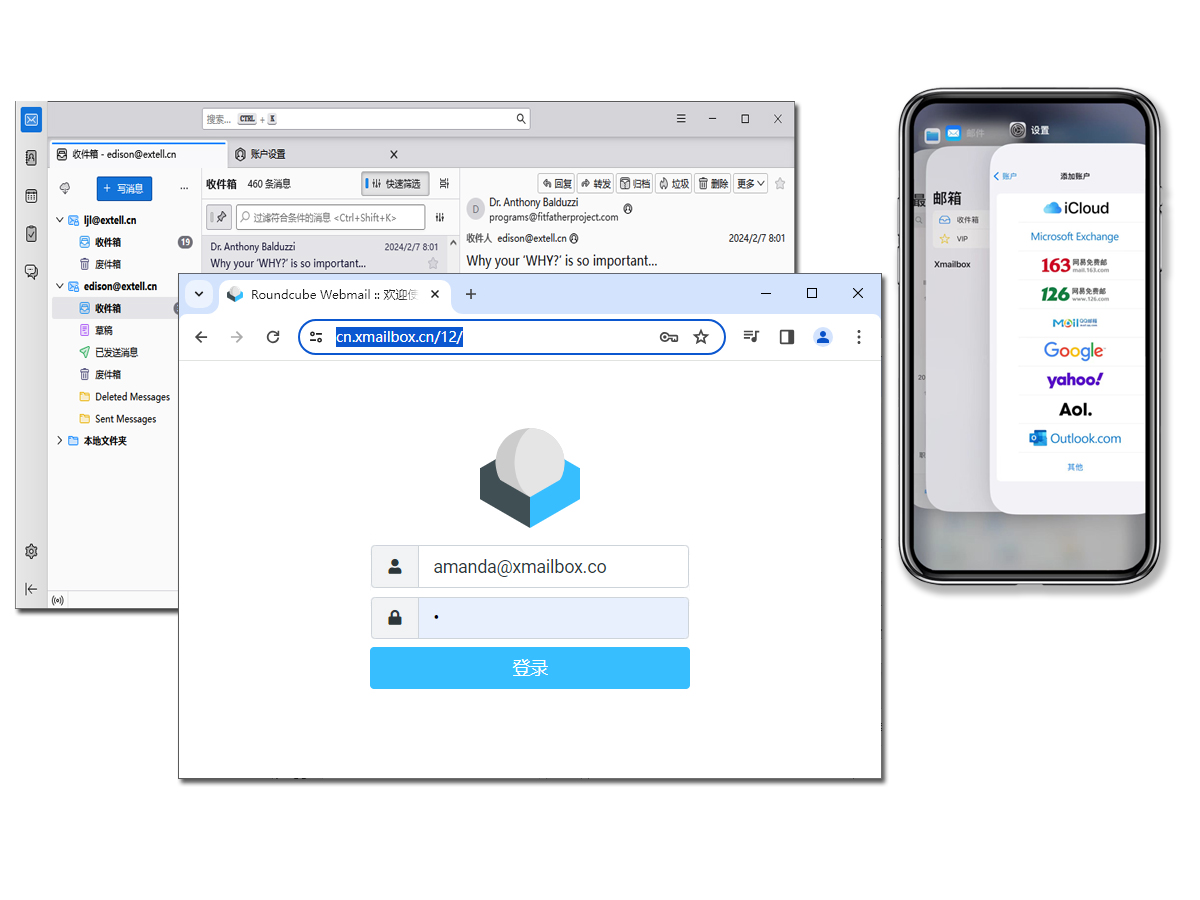 搜索... CTRL + K
收件箱 - edison@extell.cn
账户设置
+ 写消息
...
ljl@extell.cn
收件箱
19
废件箱
edison@extell.cn
收件箱
草稿
已发送消息
废件箱
Deleted Messages
Sent Messages
本地文件夹
收件箱 460 条消息
快速筛选
过滤符合条件的消息 <Ctrl+Shift+K>
Dr. Anthony Balduzzi 2024/2/7 8:01
Why your ‘WHY?’ is so important...
回复 转发 归档 垃圾 删除 更多
D
Dr. Anthony Balduzzi
programs@fitfatherproject.com
收件人 edison@extell.cn 2024/2/7 8:01
Why your ‘WHY?’ is so important...
Roundcube Webmail :: 欢迎使
cn.xmailbox.cn/12/
amanda@xmailbox.co
登录
邮件 设置
邮箱
收件箱
VIP
Xmailbox
账户 添加账户
iCloud
Microsoft Exchange
163 网易免费邮
mail.163.com
126 网易免费邮
www.126.com
Mail QQ邮箱
Google
yahoo!
Aol.
Outlook.com
其他